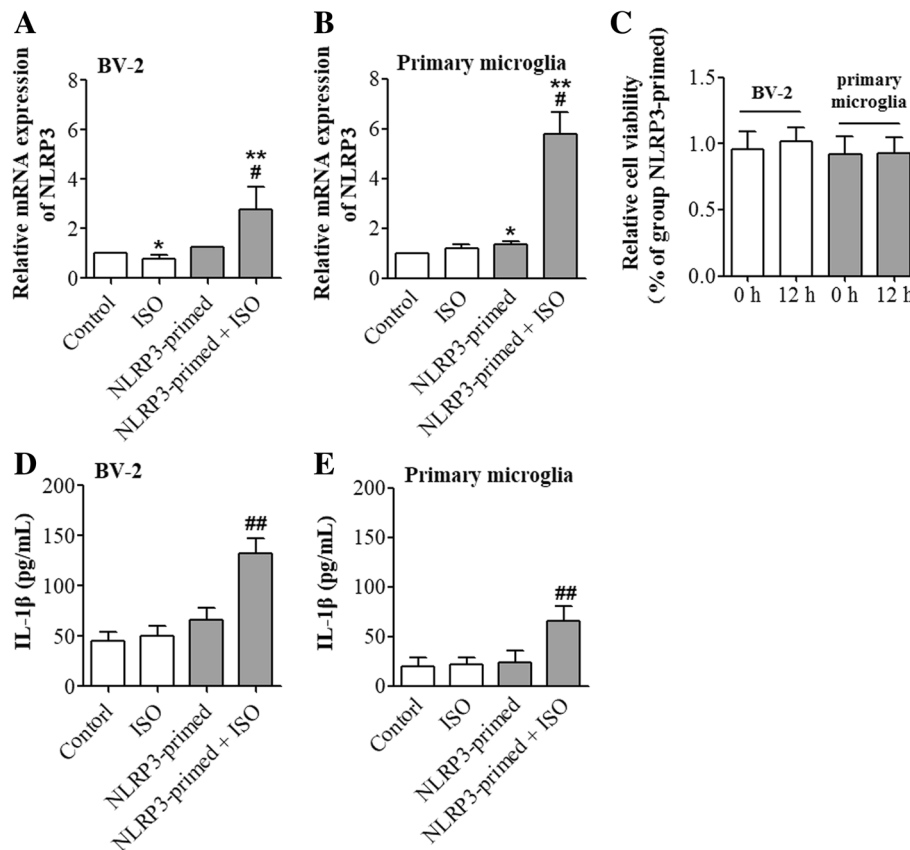 A
BV-2
Relative mRNA expression
of NLRP3
8
6
4
2
0
*
**
#
Control
ISO
NLRP3-primed
NLRP3-primed + ISO
B
Primary microglia
Relative mRNA expression
of NLRP3
8
6
4
2
0
*
**
#
Control
ISO
NLRP3-primed
NLRP3-primed + ISO
C
Relative cell viability
( % of group NLRP3-primed)
1.5
1.0
0.5
0.0
BV-2
primary
microglia
0 h
12 h
0 h
12 h
D
BV-2
IL-1β (pg/mL)
200
150
100
50
0
##
Contorl
ISO
NLRP3-primed
NLRP3-primed + ISO
E
Primary microglia
IL-1β (pg/mL)
200
150
100
50
0
##
Control
ISO
NLRP3-primed
NLRP3-primed + ISO